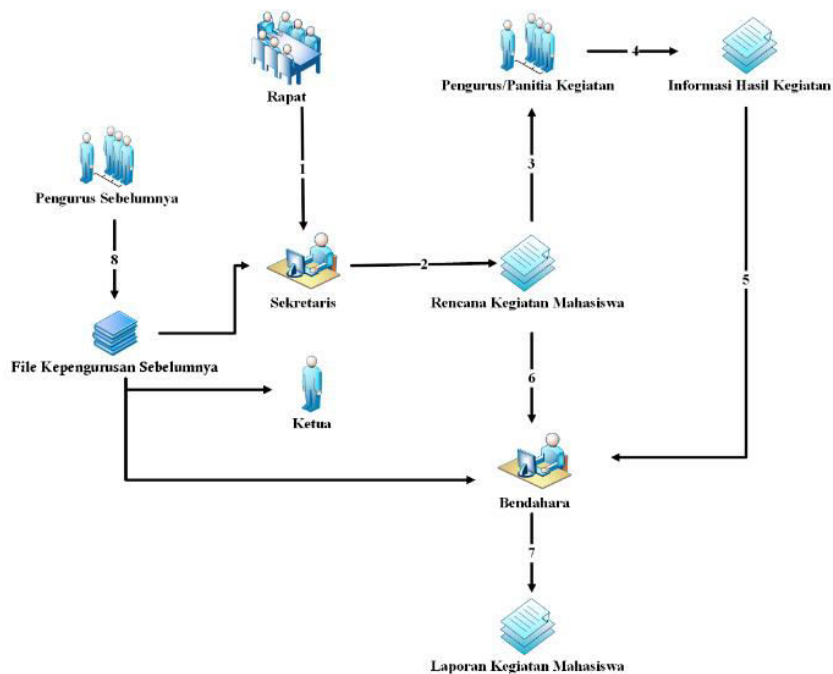 Rapat
Pengurus/Panitia Kegiatan
4
Informasi Hasil Kegiatan
1
3
Pengurus Sebelumnya
8
Sekretaris
2
Rencana Kegiatan Mahasiswa
5
File Kepengurusan Sebelumnya
6
Ketua
Bendahara
7
Laporan Kegiatan Mahasiswa